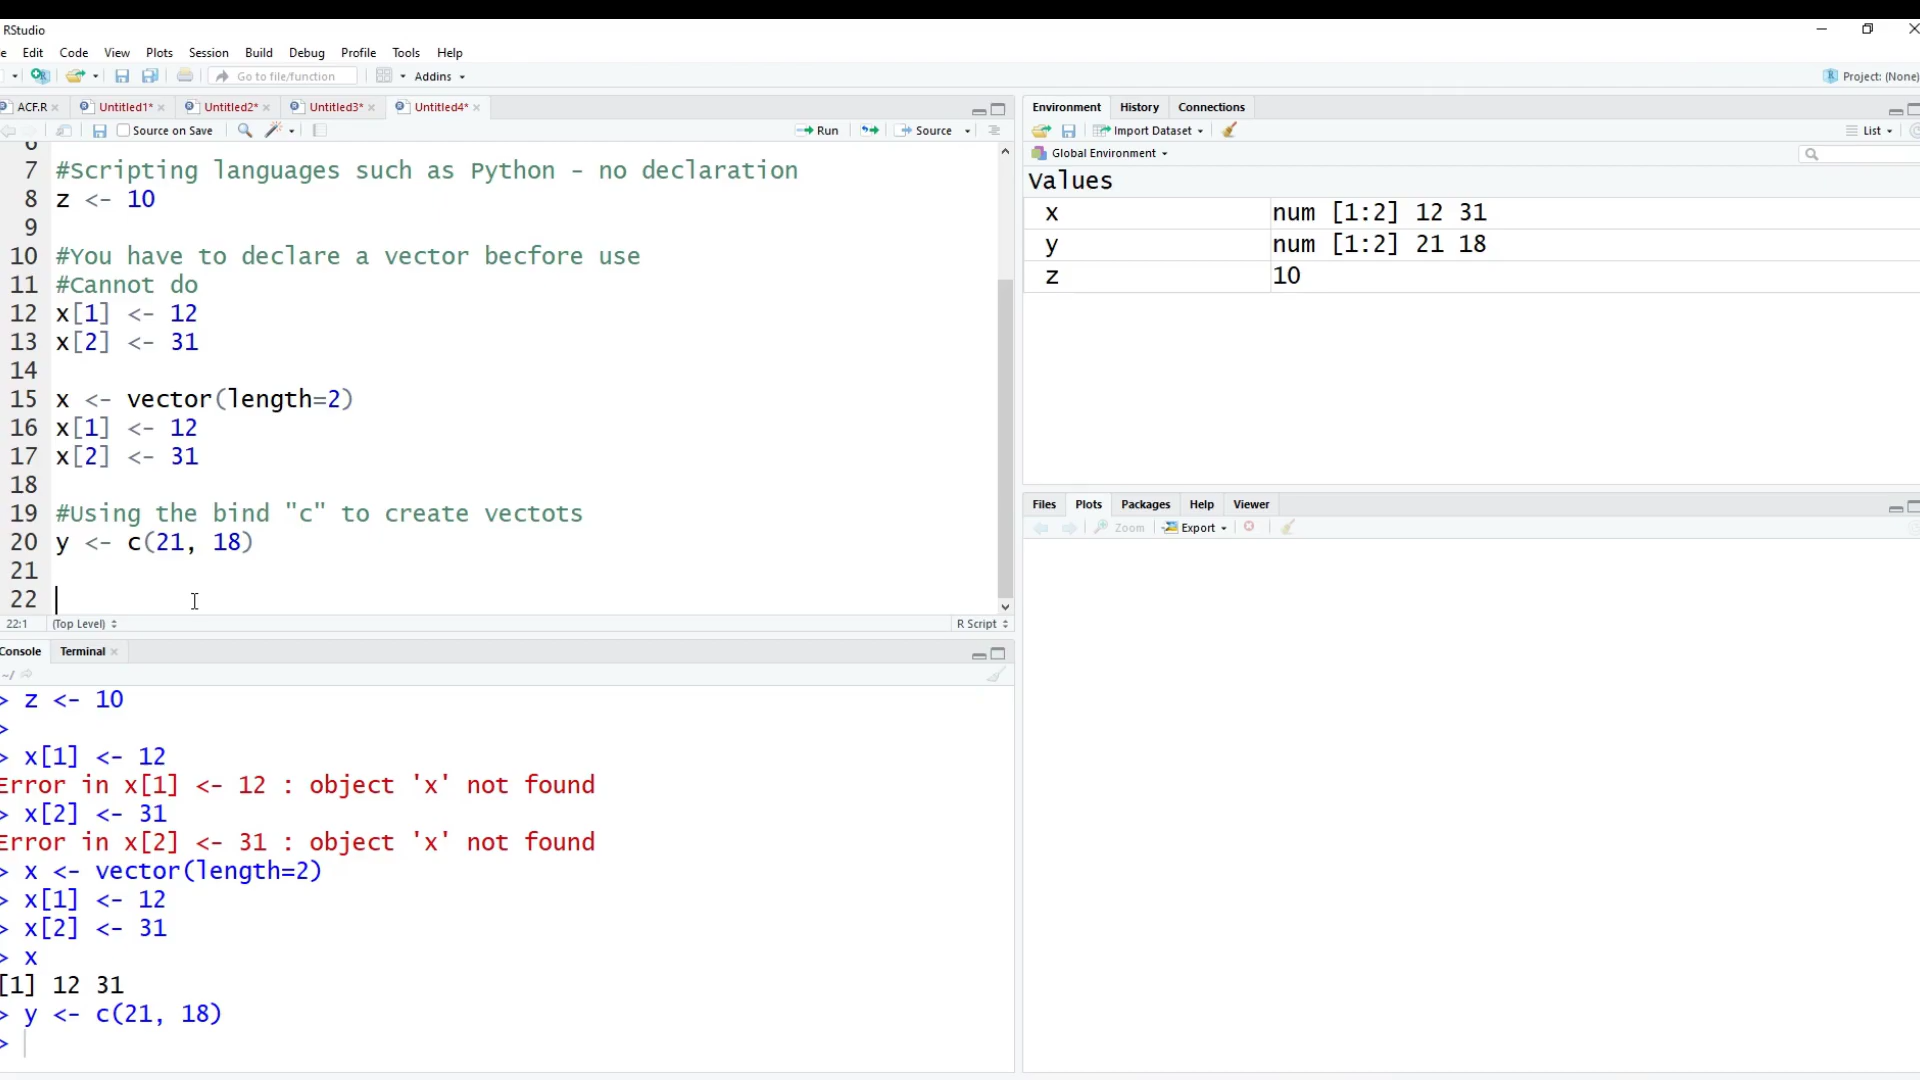 RStudio
Edit Code View Plots Session Build Debug Profile Tools Help
Go to file/function Addins Project: (None)
ACF.R Untitled1* Untitled2* Untitled3* Untitled4*
Source on Save Run Source
7 #Scripting languages such as Python - no declaration
8 z <- 10
9
10 #You have to declare a vector becfore use
11 #Cannot do
12 x[1] <- 12
13 x[2] <- 31
14
15 x <- vector(length=2)
16 x[1] <- 12
17 x[2] <- 31
18
19 #Using the bind "c" to create vectots
20 y <- c(21, 18)
21
22
22:1 (Top Level) R Script
Console Terminal
~/
> z <- 10
>
> x[1] <- 12
Error in x[1] <- 12 : object 'x' not found
> x[2] <- 31
Error in x[2] <- 31 : object 'x' not found
> x <- vector(length=2)
> x[1] <- 12
> x[2] <- 31
> x
[1] 12 31
> y <- c(21, 18)
>
Environment History Connections
Import Dataset List
Global Environment
Values
x num [1:2] 12 31
y num [1:2] 21 18
z 10
Files Plots Packages Help Viewer
Zoom Export